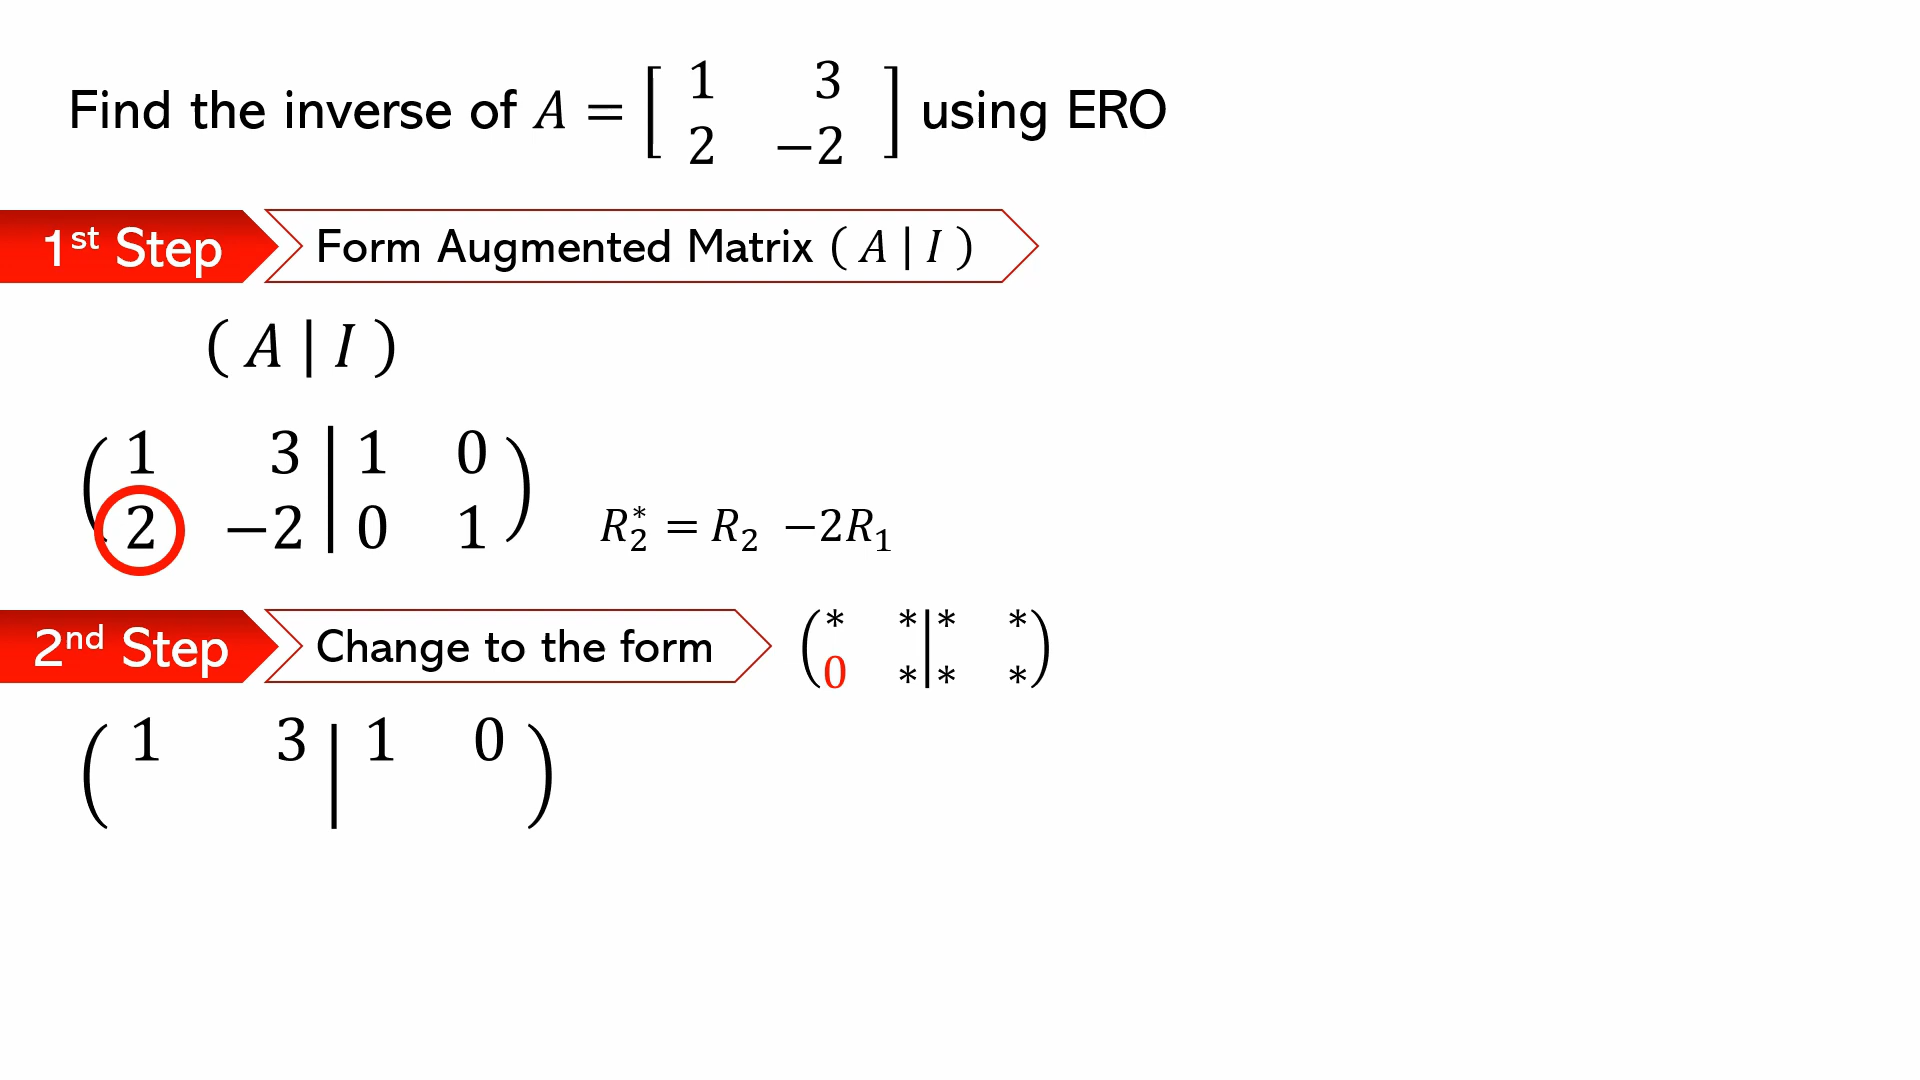 Find the inverse of A = [ 1 3 ] using ERO
2 −2
1st Step Form Augmented Matrix ( A | I )
( A | I )
( 1 3 | 1 0 )
2 −2 | 0 1 R₂* = R₂ −2R₁
2nd Step Change to the form ( * * | * * )
0 * | * *
( 1 3 | 1 0 )